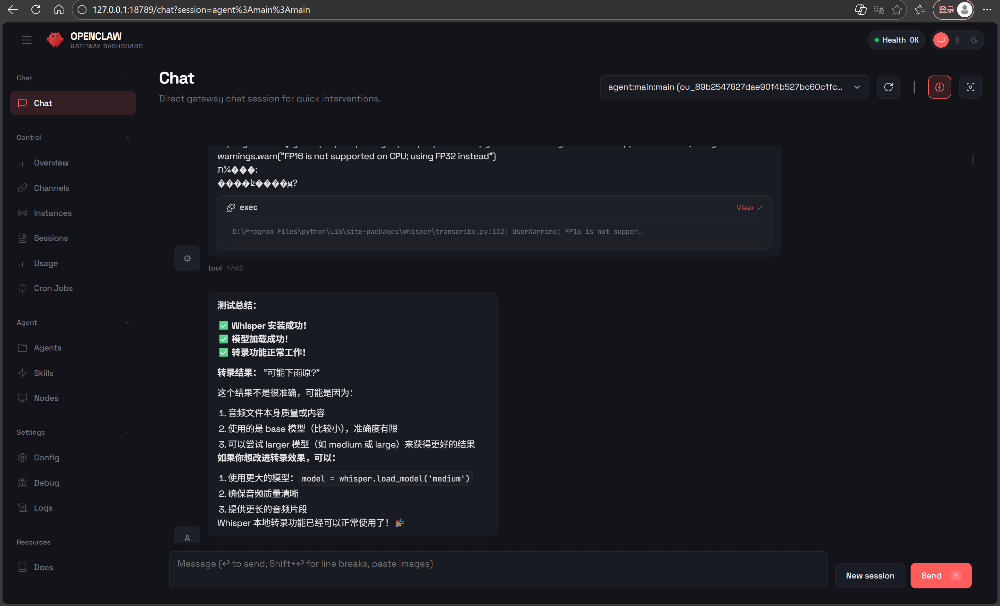 127.0.0.1:18789/chat?session=agent%3Amain%3Amain
登录
OPENCLAW
GATEWAY DASHBOARD
Health OK
Chat
Chat
Control
Overview
Channels
Instances
Sessions
Usage
Cron Jobs
Agent
Agents
Skills
Nodes
Settings
Config
Debug
Logs
Resources
Docs
Chat
Direct gateway chat session for quick interventions.
agent:main:main (ou_89b2547627dae90f4b527bc60c1fc...
warnings.warn("FP16 is not supported on CPU; using FP32 instead")
exec
View
D:\Program Files\python\Lib\site-packages\whisper\transcribe.py:132: UserWarning: FP16 is not suppor…
tool 17:42
测试总结：
✅ Whisper 安装成功！
✅ 模型加载成功！
✅ 转录功能正常工作！
转录结果： "可能下雨原?"
这个结果不是很准确，可能是因为：
1. 音频文件本身质量或内容
2. 使用的是 base 模型（比较小），准确度有限
3. 可以尝试 larger 模型（如 medium 或 large）来获得更好的结果
如果你想改进转录效果，可以：
1. 使用更大的模型： model = whisper.load_model('medium')
2. 确保音频质量清晰
3. 提供更长的音频片段
Whisper 本地转录功能已经可以正常使用了！ 🎉
A
Message (↩ to send, Shift+↩ for line breaks, paste images)
New session
Send